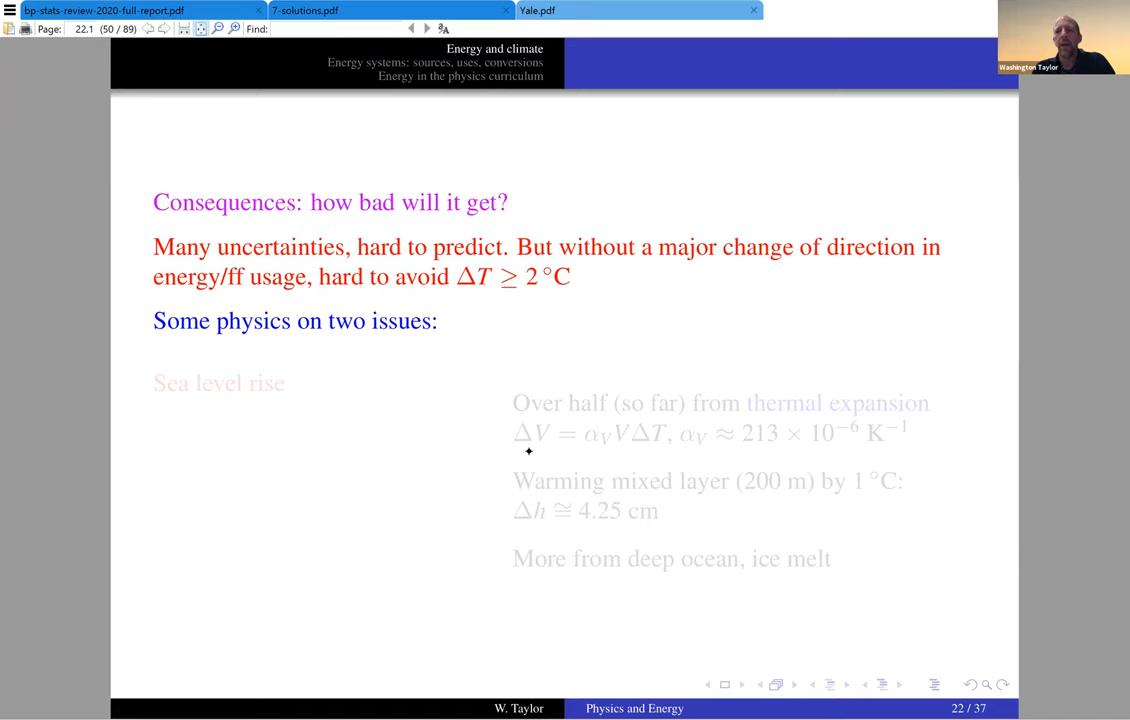 bp-stats-review-2020-full-report.pdf
7-solutions.pdf
Yale.pdf
Page: 22.1 (50 / 89)
Find:
Washington Taylor
Energy and climate
Energy systems: sources, uses, conversions
Energy in the physics curriculum
Consequences: how bad will it get?
Many uncertainties, hard to predict. But without a major change of direction in
energy/ff usage, hard to avoid ΔT ≥ 2 °C
Some physics on two issues:
Sea level rise
Over half (so far) from thermal expansion
ΔV = α_V VΔT, α_V ≈ 213 × 10⁻⁶ K⁻¹
Warming mixed layer (200 m) by 1 °C:
Δh ≅ 4.25 cm
More from deep ocean, ice melt
W. Taylor
Physics and Energy
22 / 37